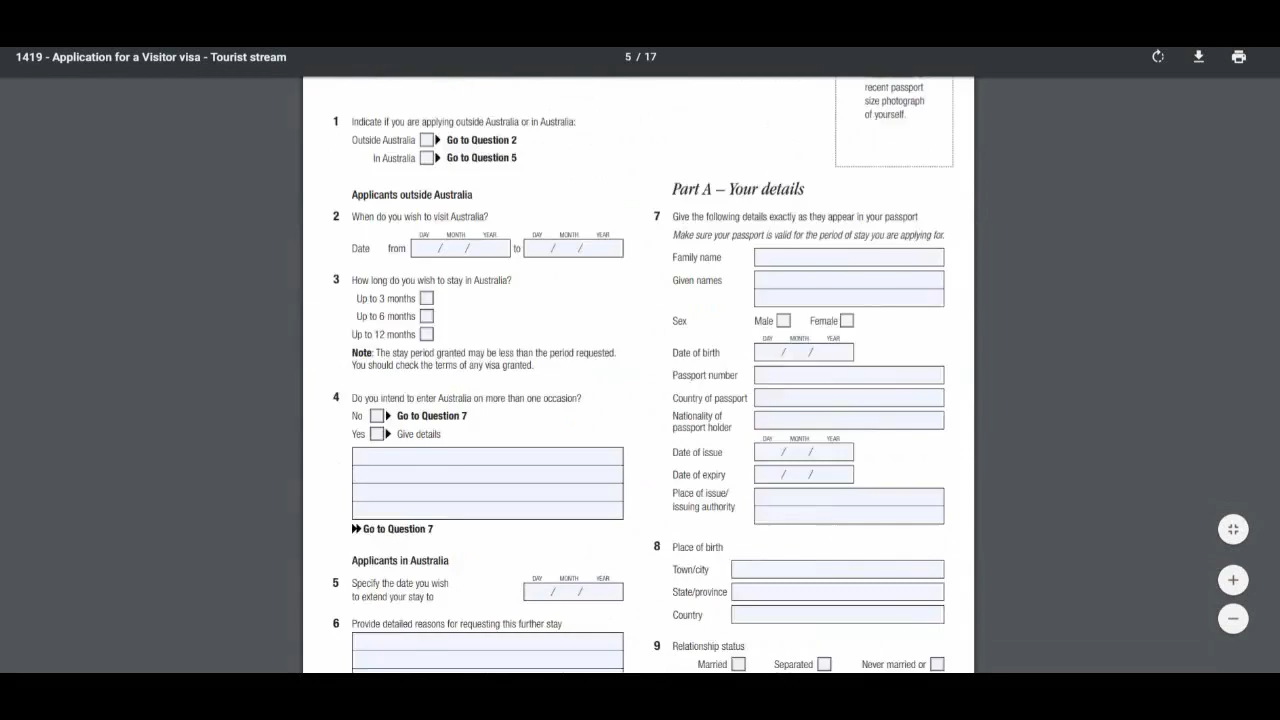 1419 - Application for a Visitor visa - Tourist stream
5 / 17
recent passport
size photograph
of yourself.
1 Indicate if you are applying outside Australia or in Australia:
Outside Australia Go to Question 2
In Australia Go to Question 5
Applicants outside Australia
2 When do you wish to visit Australia?
DAY MONTH YEAR DAY MONTH YEAR
Date from / / to / /
3 How long do you wish to stay in Australia?
Up to 3 months
Up to 6 months
Up to 12 months
Note: The stay period granted may be less than the period requested.
You should check the terms of any visa granted.
4 Do you intend to enter Australia on more than one occasion?
No Go to Question 7
Yes Give details
Go to Question 7
Applicants in Australia
5 Specify the date you wish
to extend your stay to
DAY MONTH YEAR
/ /
6 Provide detailed reasons for requesting this further stay
Part A – Your details
7 Give the following details exactly as they appear in your passport
Make sure your passport is valid for the period of stay you are applying for.
Family name
Given names
Sex Male Female
DAY MONTH YEAR
Date of birth / /
Passport number
Country of passport
Nationality of
passport holder
DAY MONTH YEAR
Date of issue / /
Date of expiry / /
Place of issue/
issuing authority
8 Place of birth
Town/city
State/province
Country
9 Relationship status
Married Separated Never married or